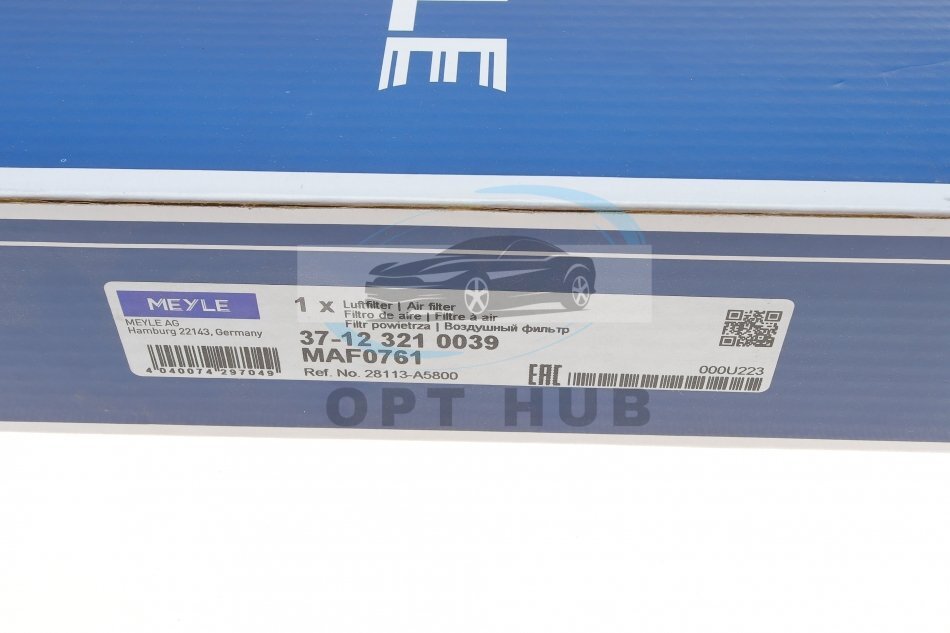 LE
MEYLE
MEYLE AG
Hamburg 22143, Germany
4 040074 297049
1 x Luftfilter | Air filter
Filtro de aire | Filtre à air
Filtr powietrza | Воздушный фильтр
37-12 321 0039
MAF0761
Ref. No. 28113-A5800
EAC
000U223
OPT HUB